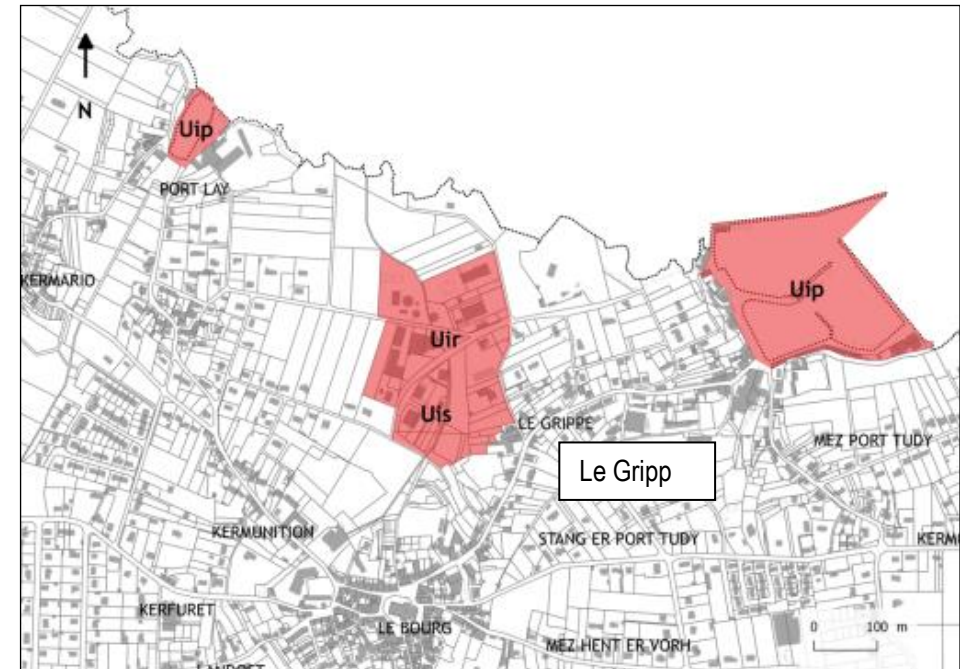 N
Uip
PORT LAY
KERMARIO
Uip
Uir
Uis
LE GRIPPE
MEZ PORT TUDY
Le Gripp
KERMUNITION
STANG ER PORT TUDY
KERM
KERFURET
LE BOURG
0 100 m
MEZ HENT ER VORH